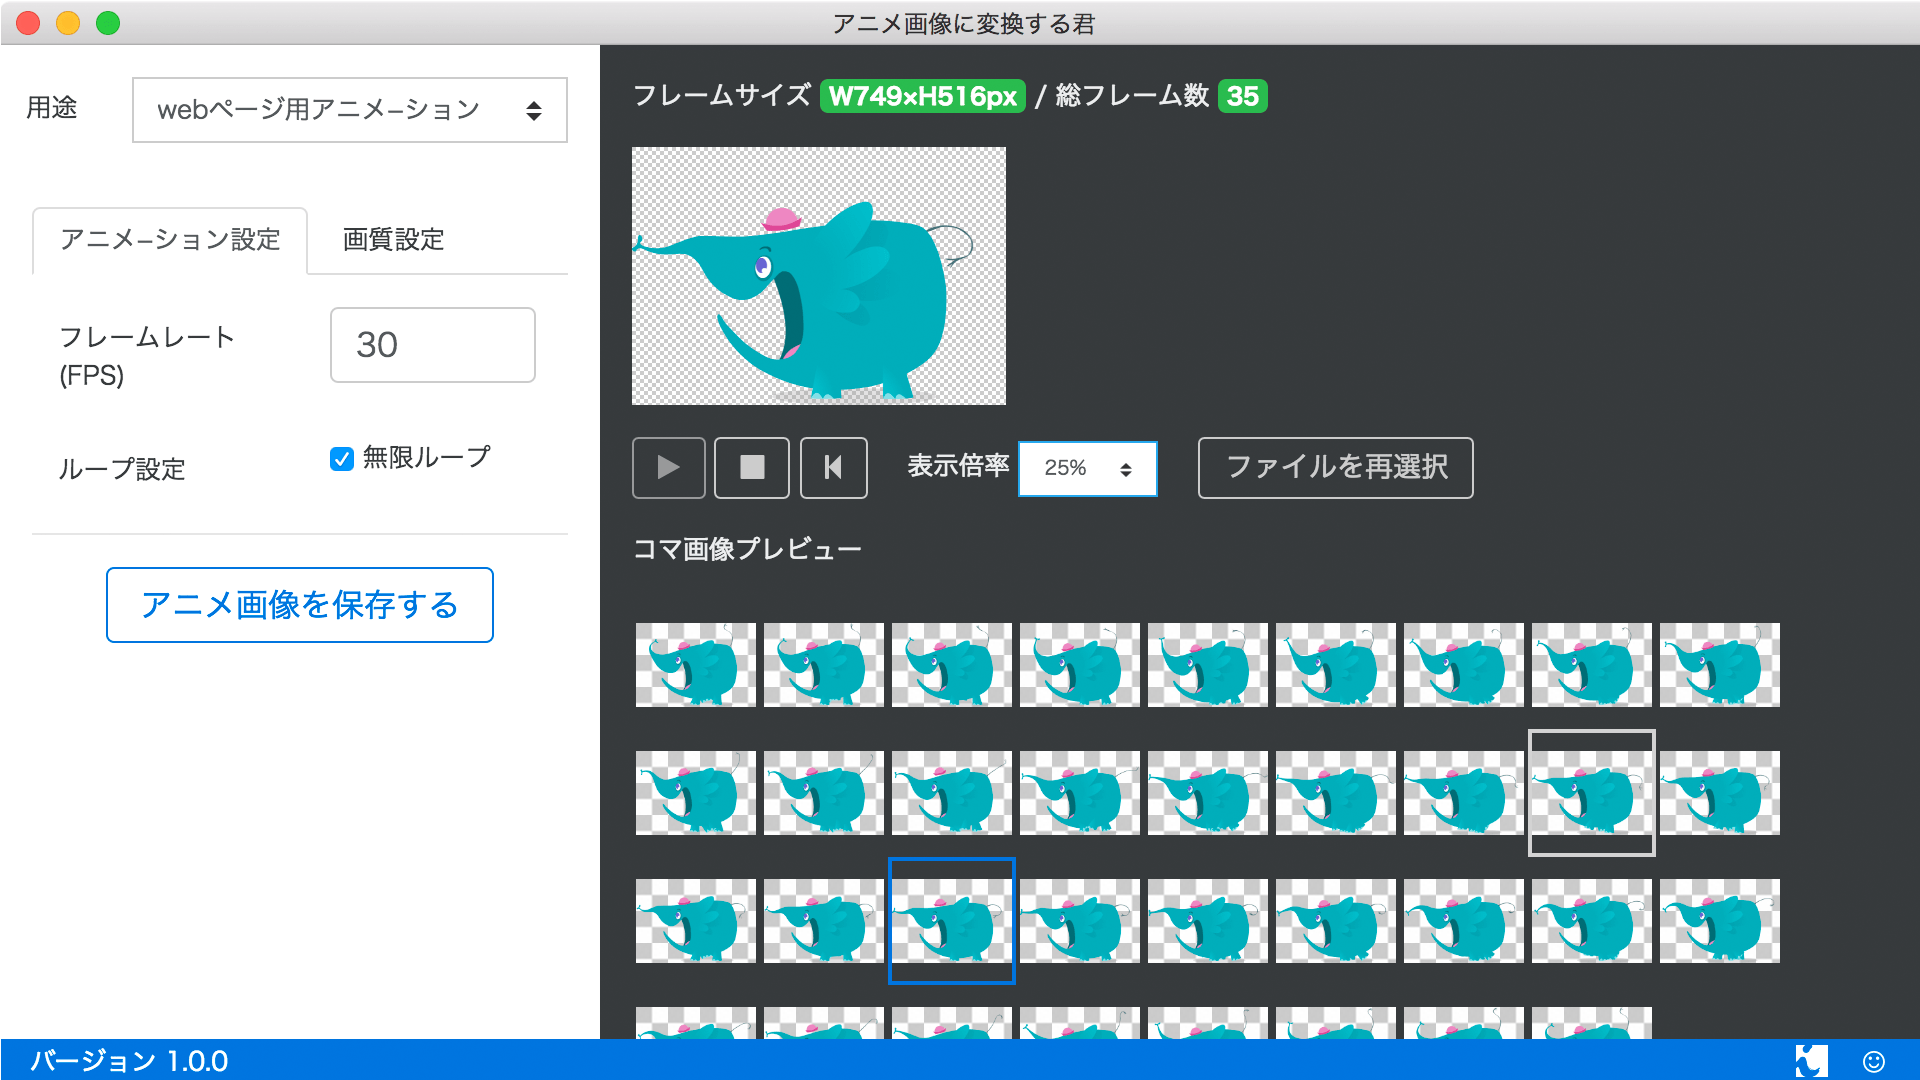 アニメ画像に変換する君
用途
webページ用アニメーション
アニメーション設定
画質設定
フレームレート
(FPS)
30
ループ設定
無限ループ
アニメ画像を保存する
フレームサイズ W749×H516px / 総フレーム数 35
表示倍率
25%
ファイルを再選択
コマ画像プレビュー
バージョン 1.0.0